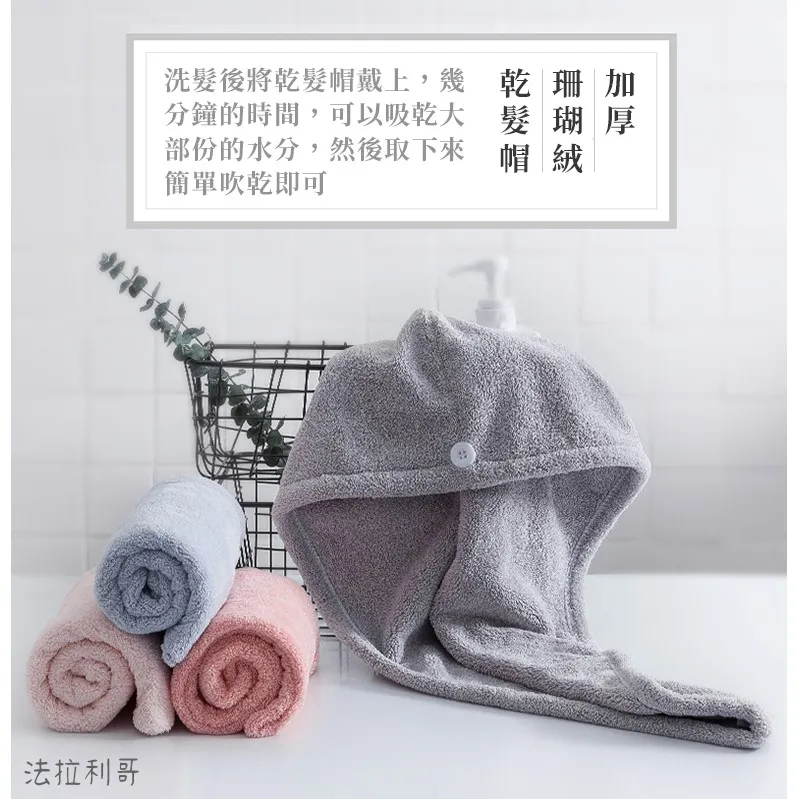 加厚
珊瑚絨
乾髮帽
洗髮後將乾髮帽戴上，幾
分鐘的時間，可以吸乾大
部份的水分，然後取下來
簡單吹乾即可
法拉利哥